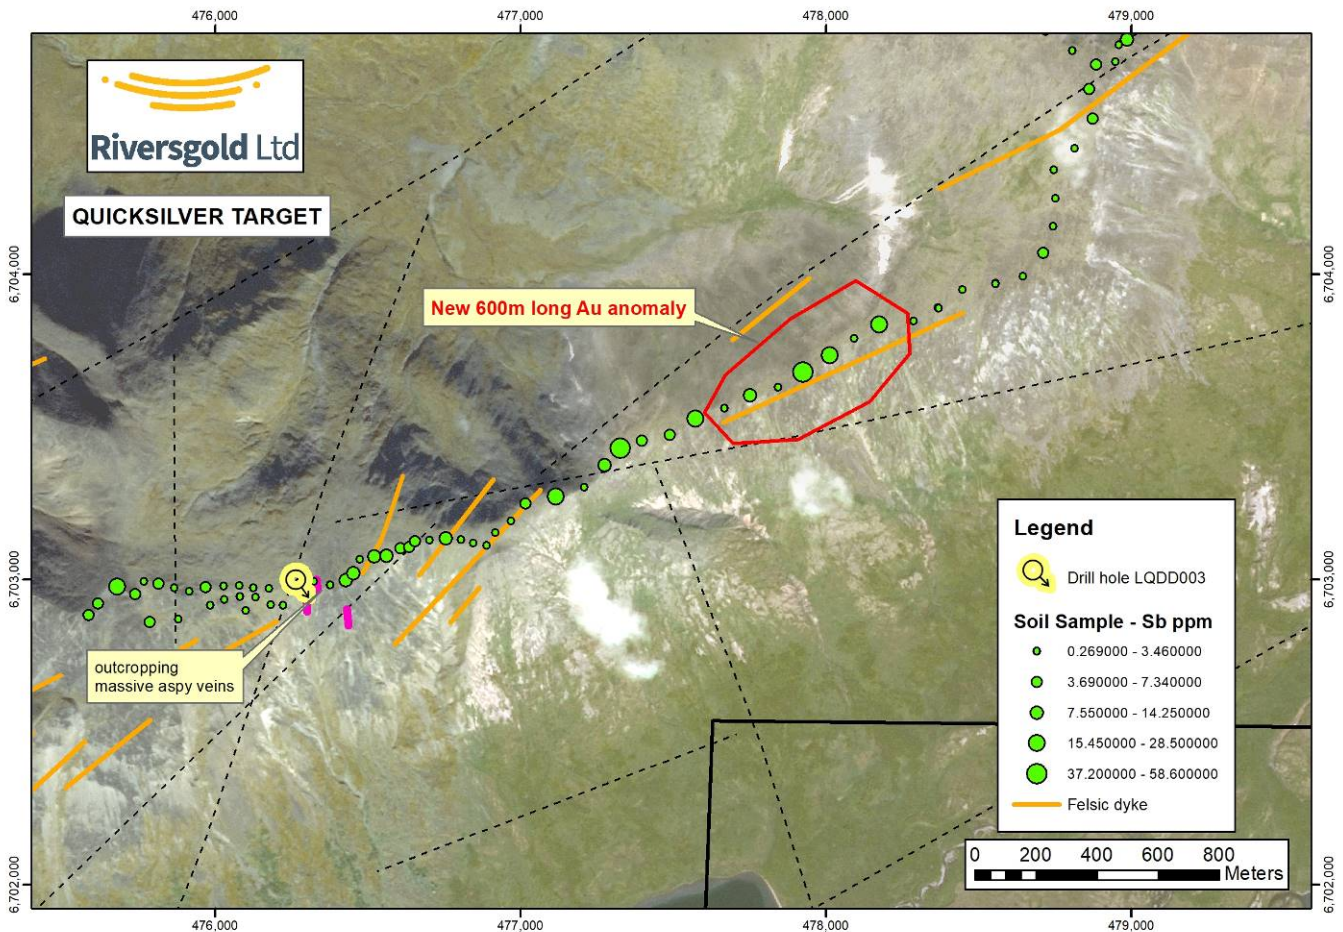 476,000
477,000
478,000
479,000
Riversgold Ltd
QUICKSILVER TARGET
6,704,000
6,704,000
New 600m long Au anomaly
6,703,000
6,703,000
outcropping
massive aspy veins
Legend
Drill hole LQDD003
Soil Sample - Sb ppm
0.269000 - 3.460000
3.690000 - 7.340000
7.550000 - 14.250000
15.450000 - 28.500000
37.200000 - 58.600000
Felsic dyke
0 200 400 600 800
Meters
6,702,000
6,702,000
476,000
477,000
478,000
479,000